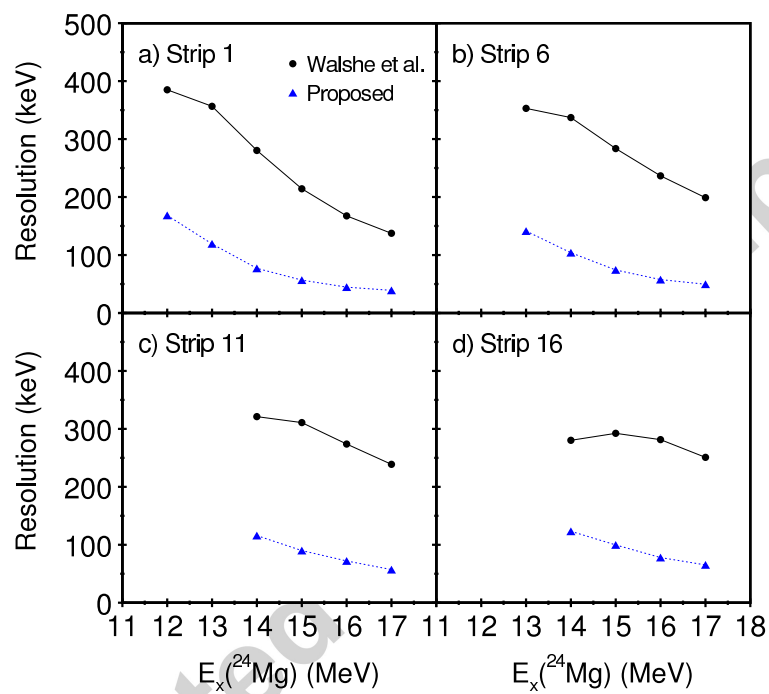 500
400
300
200
100
0
Resolution (keV)
a) Strip 1
Walshe et al.
Proposed
b) Strip 6
400
300
200
100
0
Resolution (keV)
c) Strip 11
d) Strip 16
11 12 13 14 15 16 17 11 12 13 14 15 16 17 18
Eₓ(²⁴Mg) (MeV) Eₓ(²⁴Mg) (MeV)